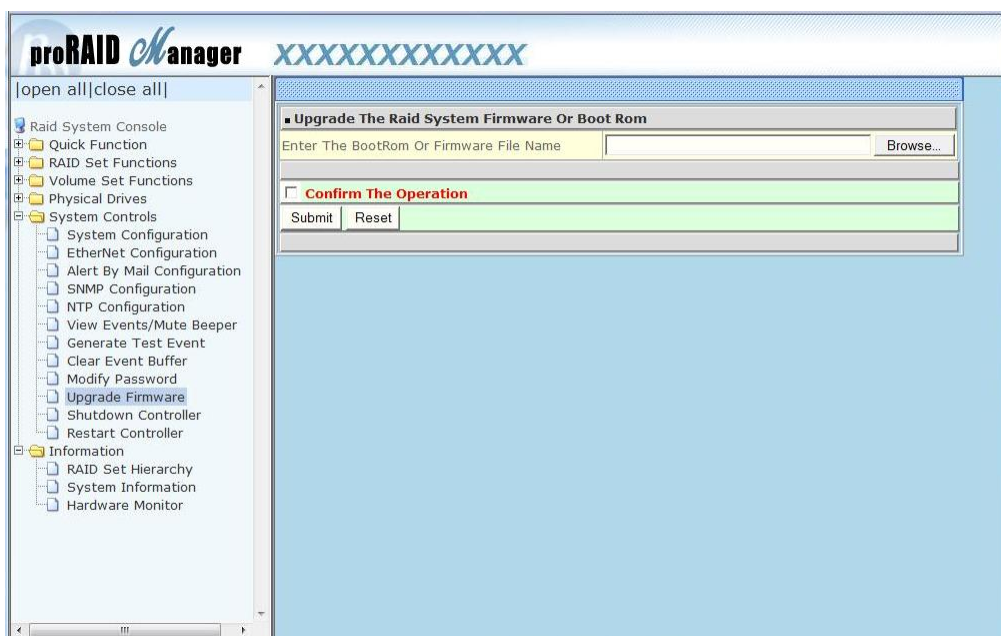 proRAID Manager XXXXXXXXXXXX
|open all|close all|
Raid System Console
Quick Function
RAID Set Functions
Volume Set Functions
Physical Drives
System Controls
System Configuration
EtherNet Configuration
Alert By Mail Configuration
SNMP Configuration
NTP Configuration
View Events/Mute Beeper
Generate Test Event
Clear Event Buffer
Modify Password
Upgrade Firmware
Shutdown Controller
Restart Controller
Information
RAID Set Hierarchy
System Information
Hardware Monitor
Upgrade The Raid System Firmware Or Boot Rom
Enter The BootRom Or Firmware File Name Browse...
Confirm The Operation
Submit Reset